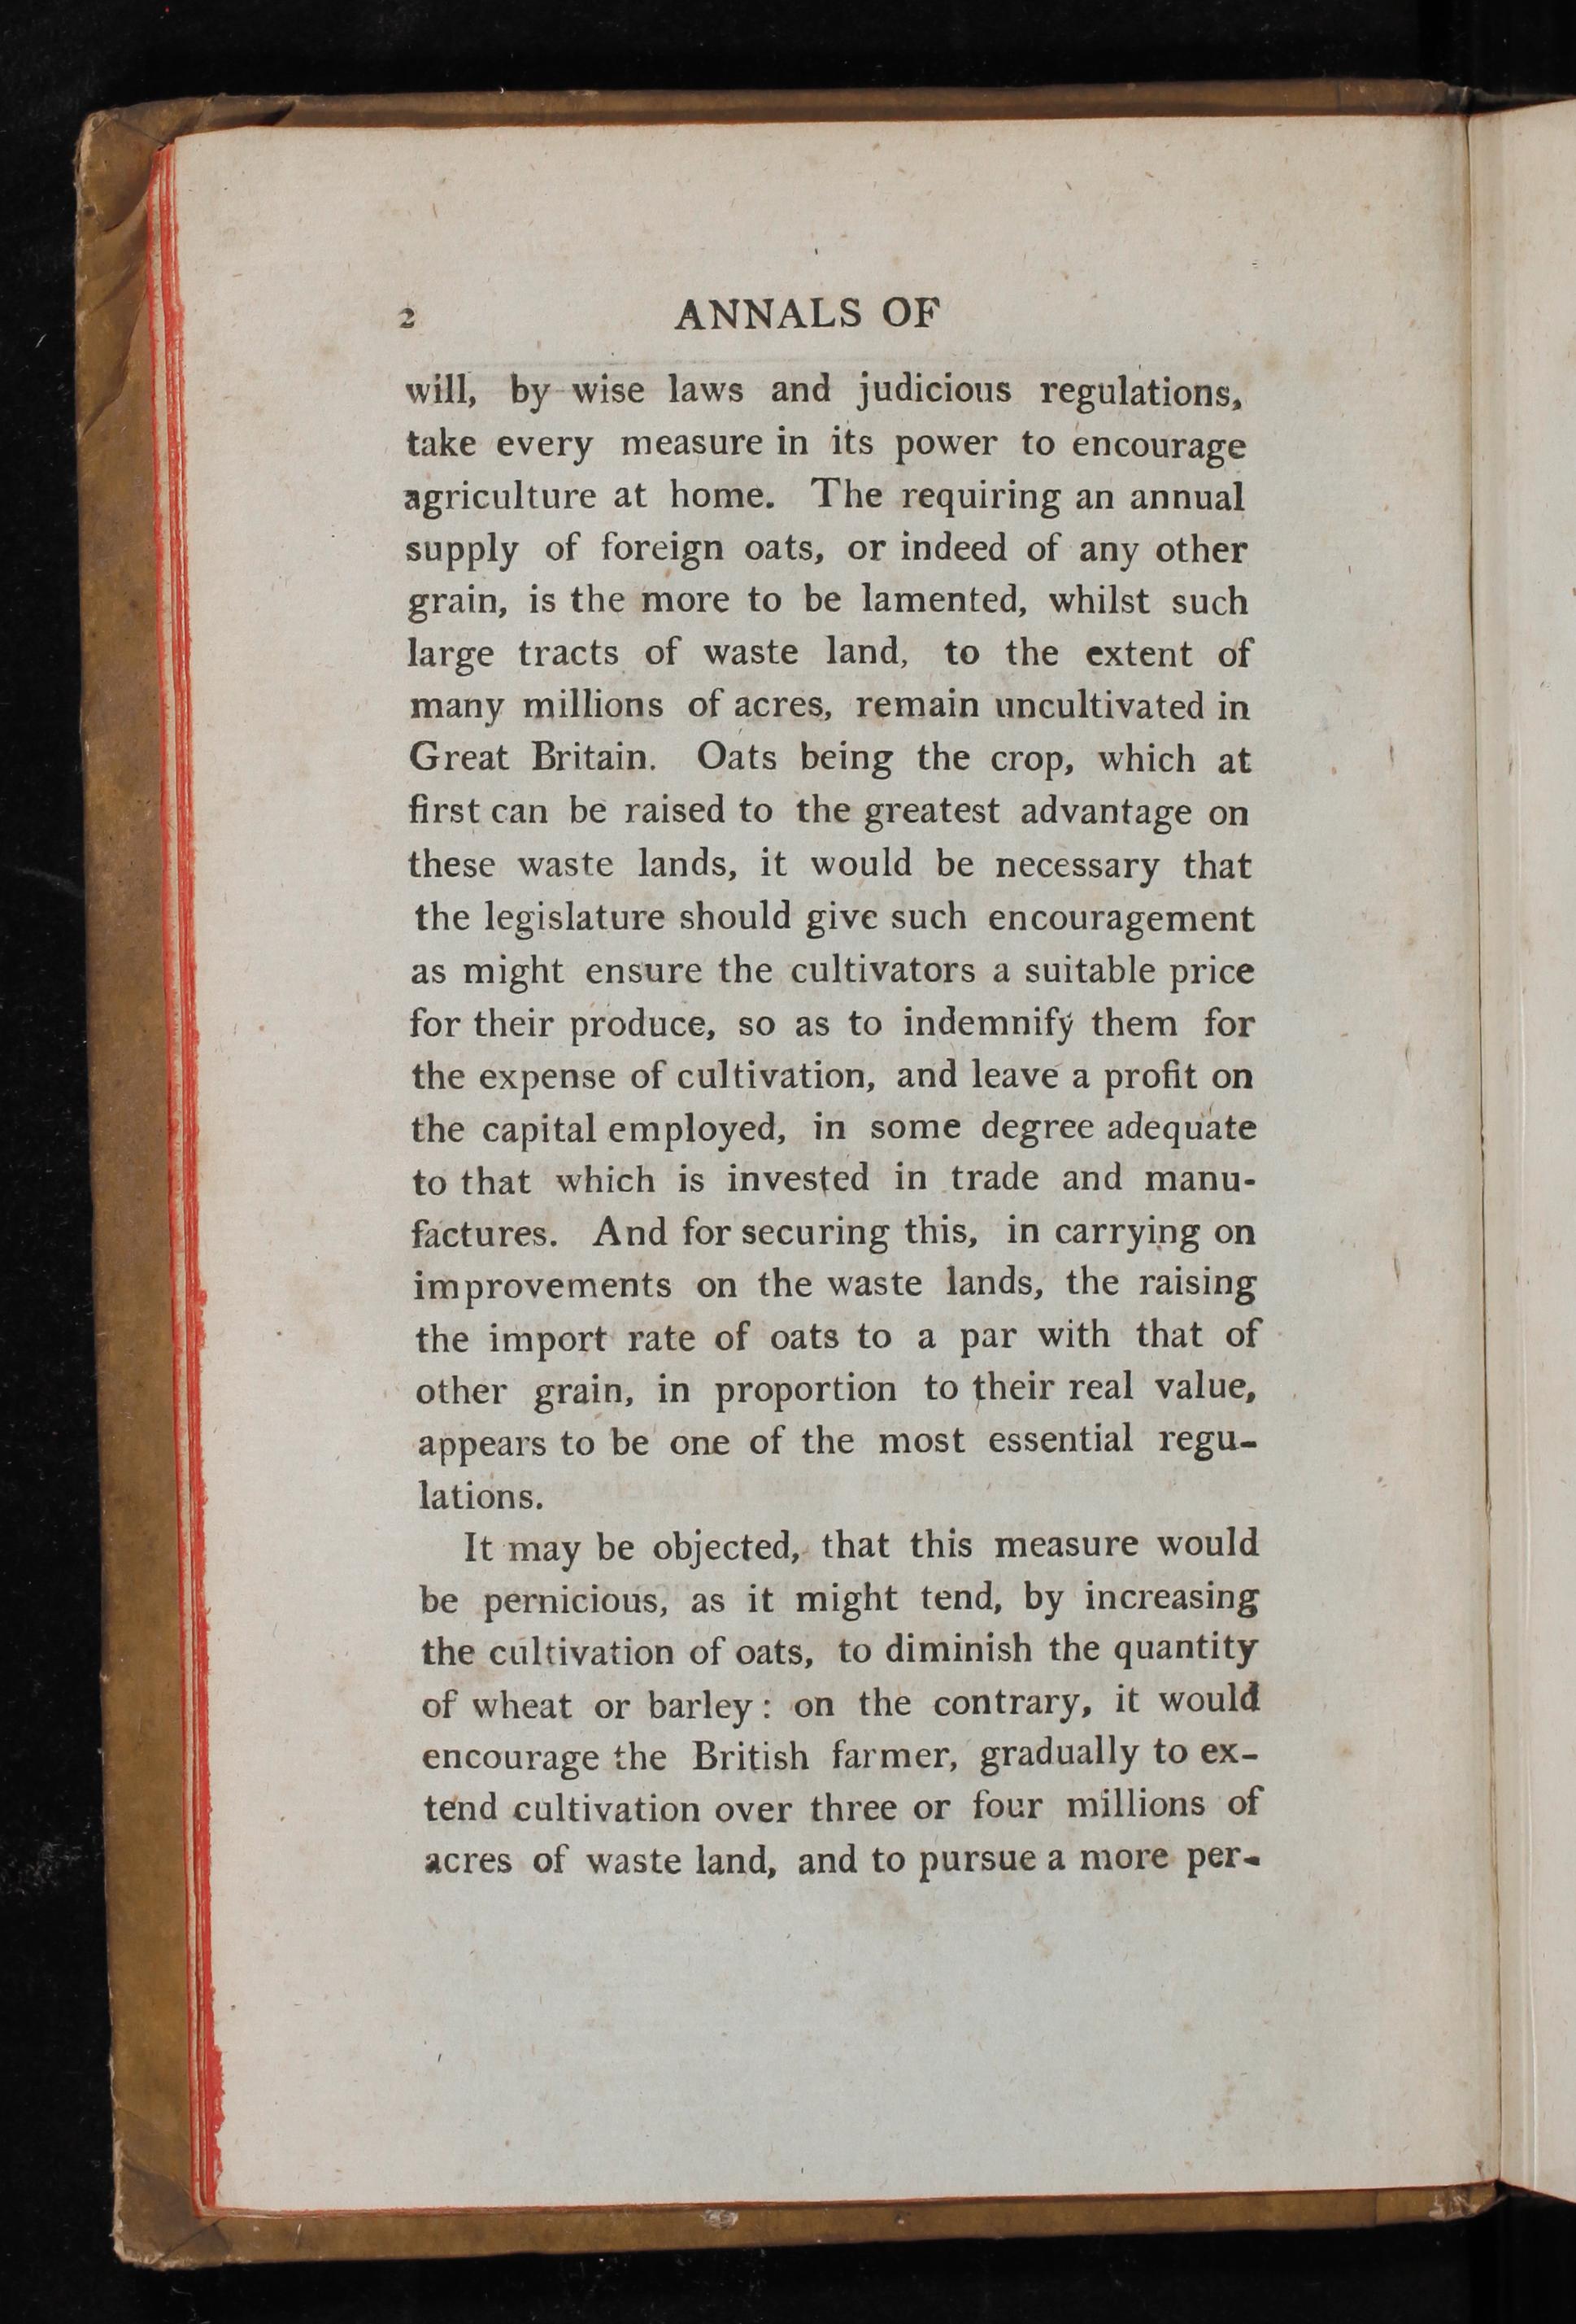 2 ANNALS OF
will, by wise laws and judicious regulations,
take every measure in its power to encourage
agriculture at home. The requiring an annual
supply of foreign oats, or indeed of any other
grain, is the more to be lamented, whilst such
large tracts of waste land, to the extent of
many millions of acres, remain uncultivated in
Great Britain. Oats being the crop, which at
first can be raised to the greatest advantage on
these waste lands, it would be necessary that
the legislature should give such encouragement
as might ensure the cultivators a suitable price
for their produce, so as to indemnify them for
the expense of cultivation, and leave a profit on
the capital employed, in some degree adequate
to that which is invested in trade and manu-
factures. And for securing this, in carrying on
improvements on the waste lands, the raising
the import rate of oats to a par with that of
other grain, in proportion to their real value,
appears to be one of the most essential regu-
lations.
It may be objected, that this measure would
be pernicious, as it might tend, by increasing
the cultivation of oats, to diminish the quantity
of wheat or barley : on the contrary, it would
encourage the British farmer, gradually to ex-
tend cultivation over three or four millions of
acres of waste land, and to pursue a more per-